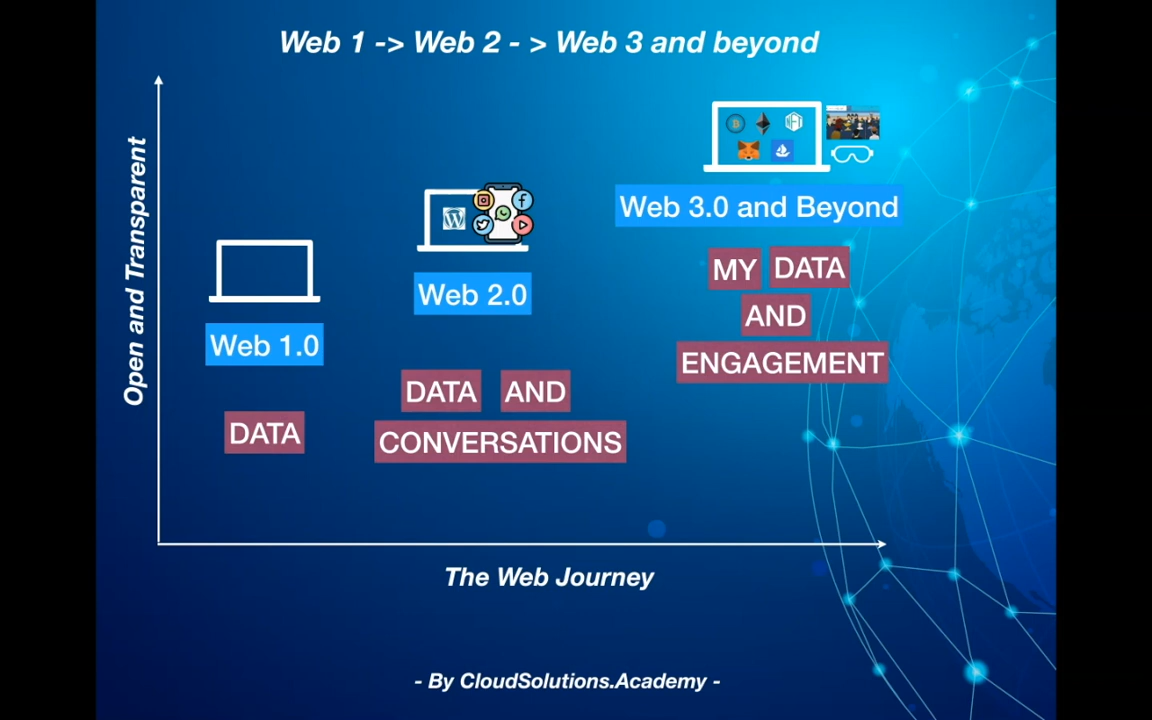 Web 1 -> Web 2 - > Web 3 and beyond
Open and Transparent
NFT
Web 3.0 and Beyond
MY DATA
AND
ENGAGEMENT
Web 2.0
DATA AND
CONVERSATIONS
Web 1.0
DATA
The Web Journey
- By CloudSolutions.Academy -